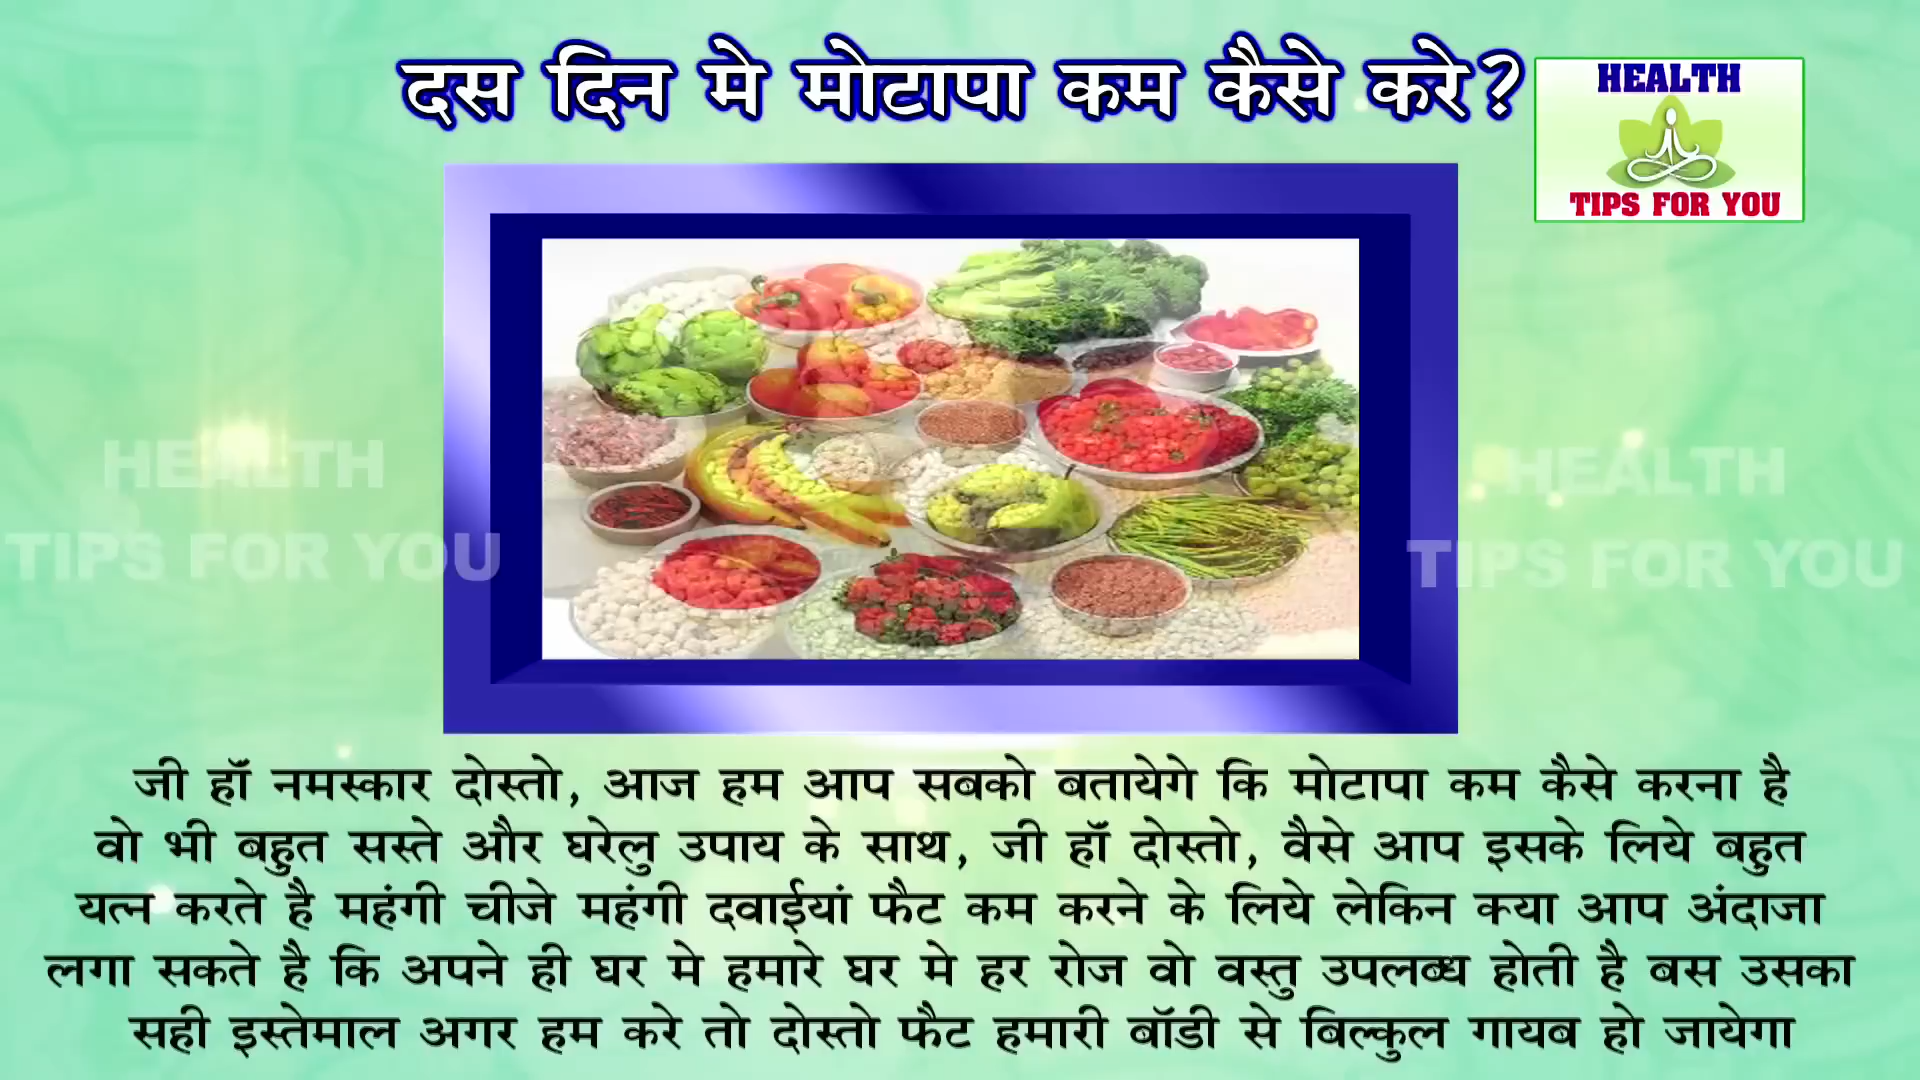 दस दिन मे मोटापा कम कैसे करे?
HEALTH
TIPS FOR YOU
HEALTH
TIPS FOR YOU
HEALTH
TIPS FOR YOU
जी हॉं नमस्कार दोस्तो, आज हम आप सबको बतायेगे कि मोटापा कम कैसे करना है
वो भी बहुत सस्ते और घरेलु उपाय के साथ, जी हॉं दोस्तो, वैसे आप इसके लिये बहुत
यत्न करते है महंगी चीजे महंगी दवाईयां फैट कम करने के लिये लेकिन क्या आप अंदाजा
लगा सकते है कि अपने ही घर मे हमारे घर मे हर रोज वो वस्तु उपलब्ध होती है बस उसका
सही इस्तेमाल अगर हम करे तो दोस्तो फैट हमारी बॉडी से बिल्कुल गायब हो जायेगा